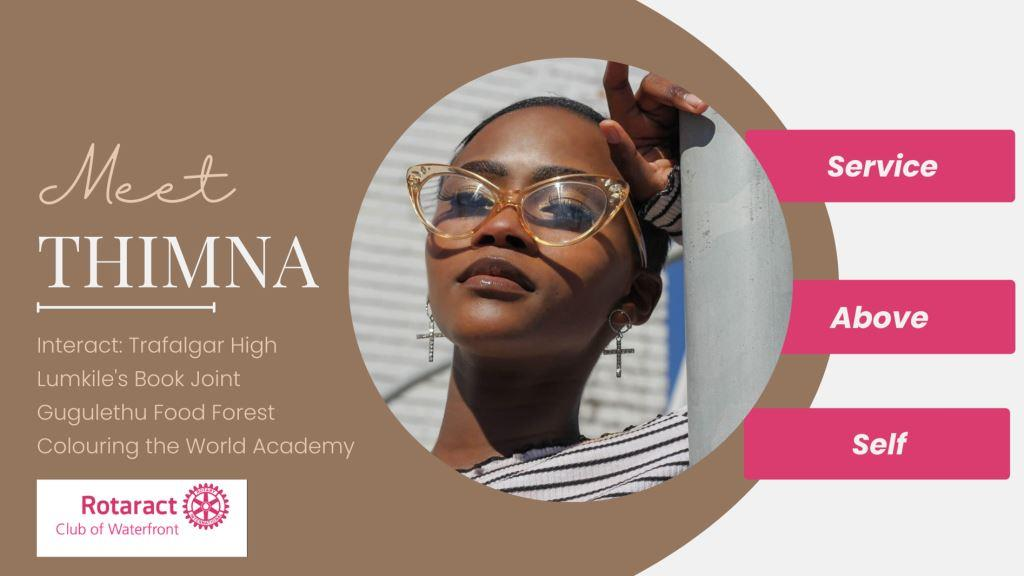 Meet
THIMNA
Interact: Trafalgar High
Lumkile's Book Joint
Gugulethu Food Forest
Colouring the World Academy
Rotaract
Club of Waterfront
Service
Above
Self